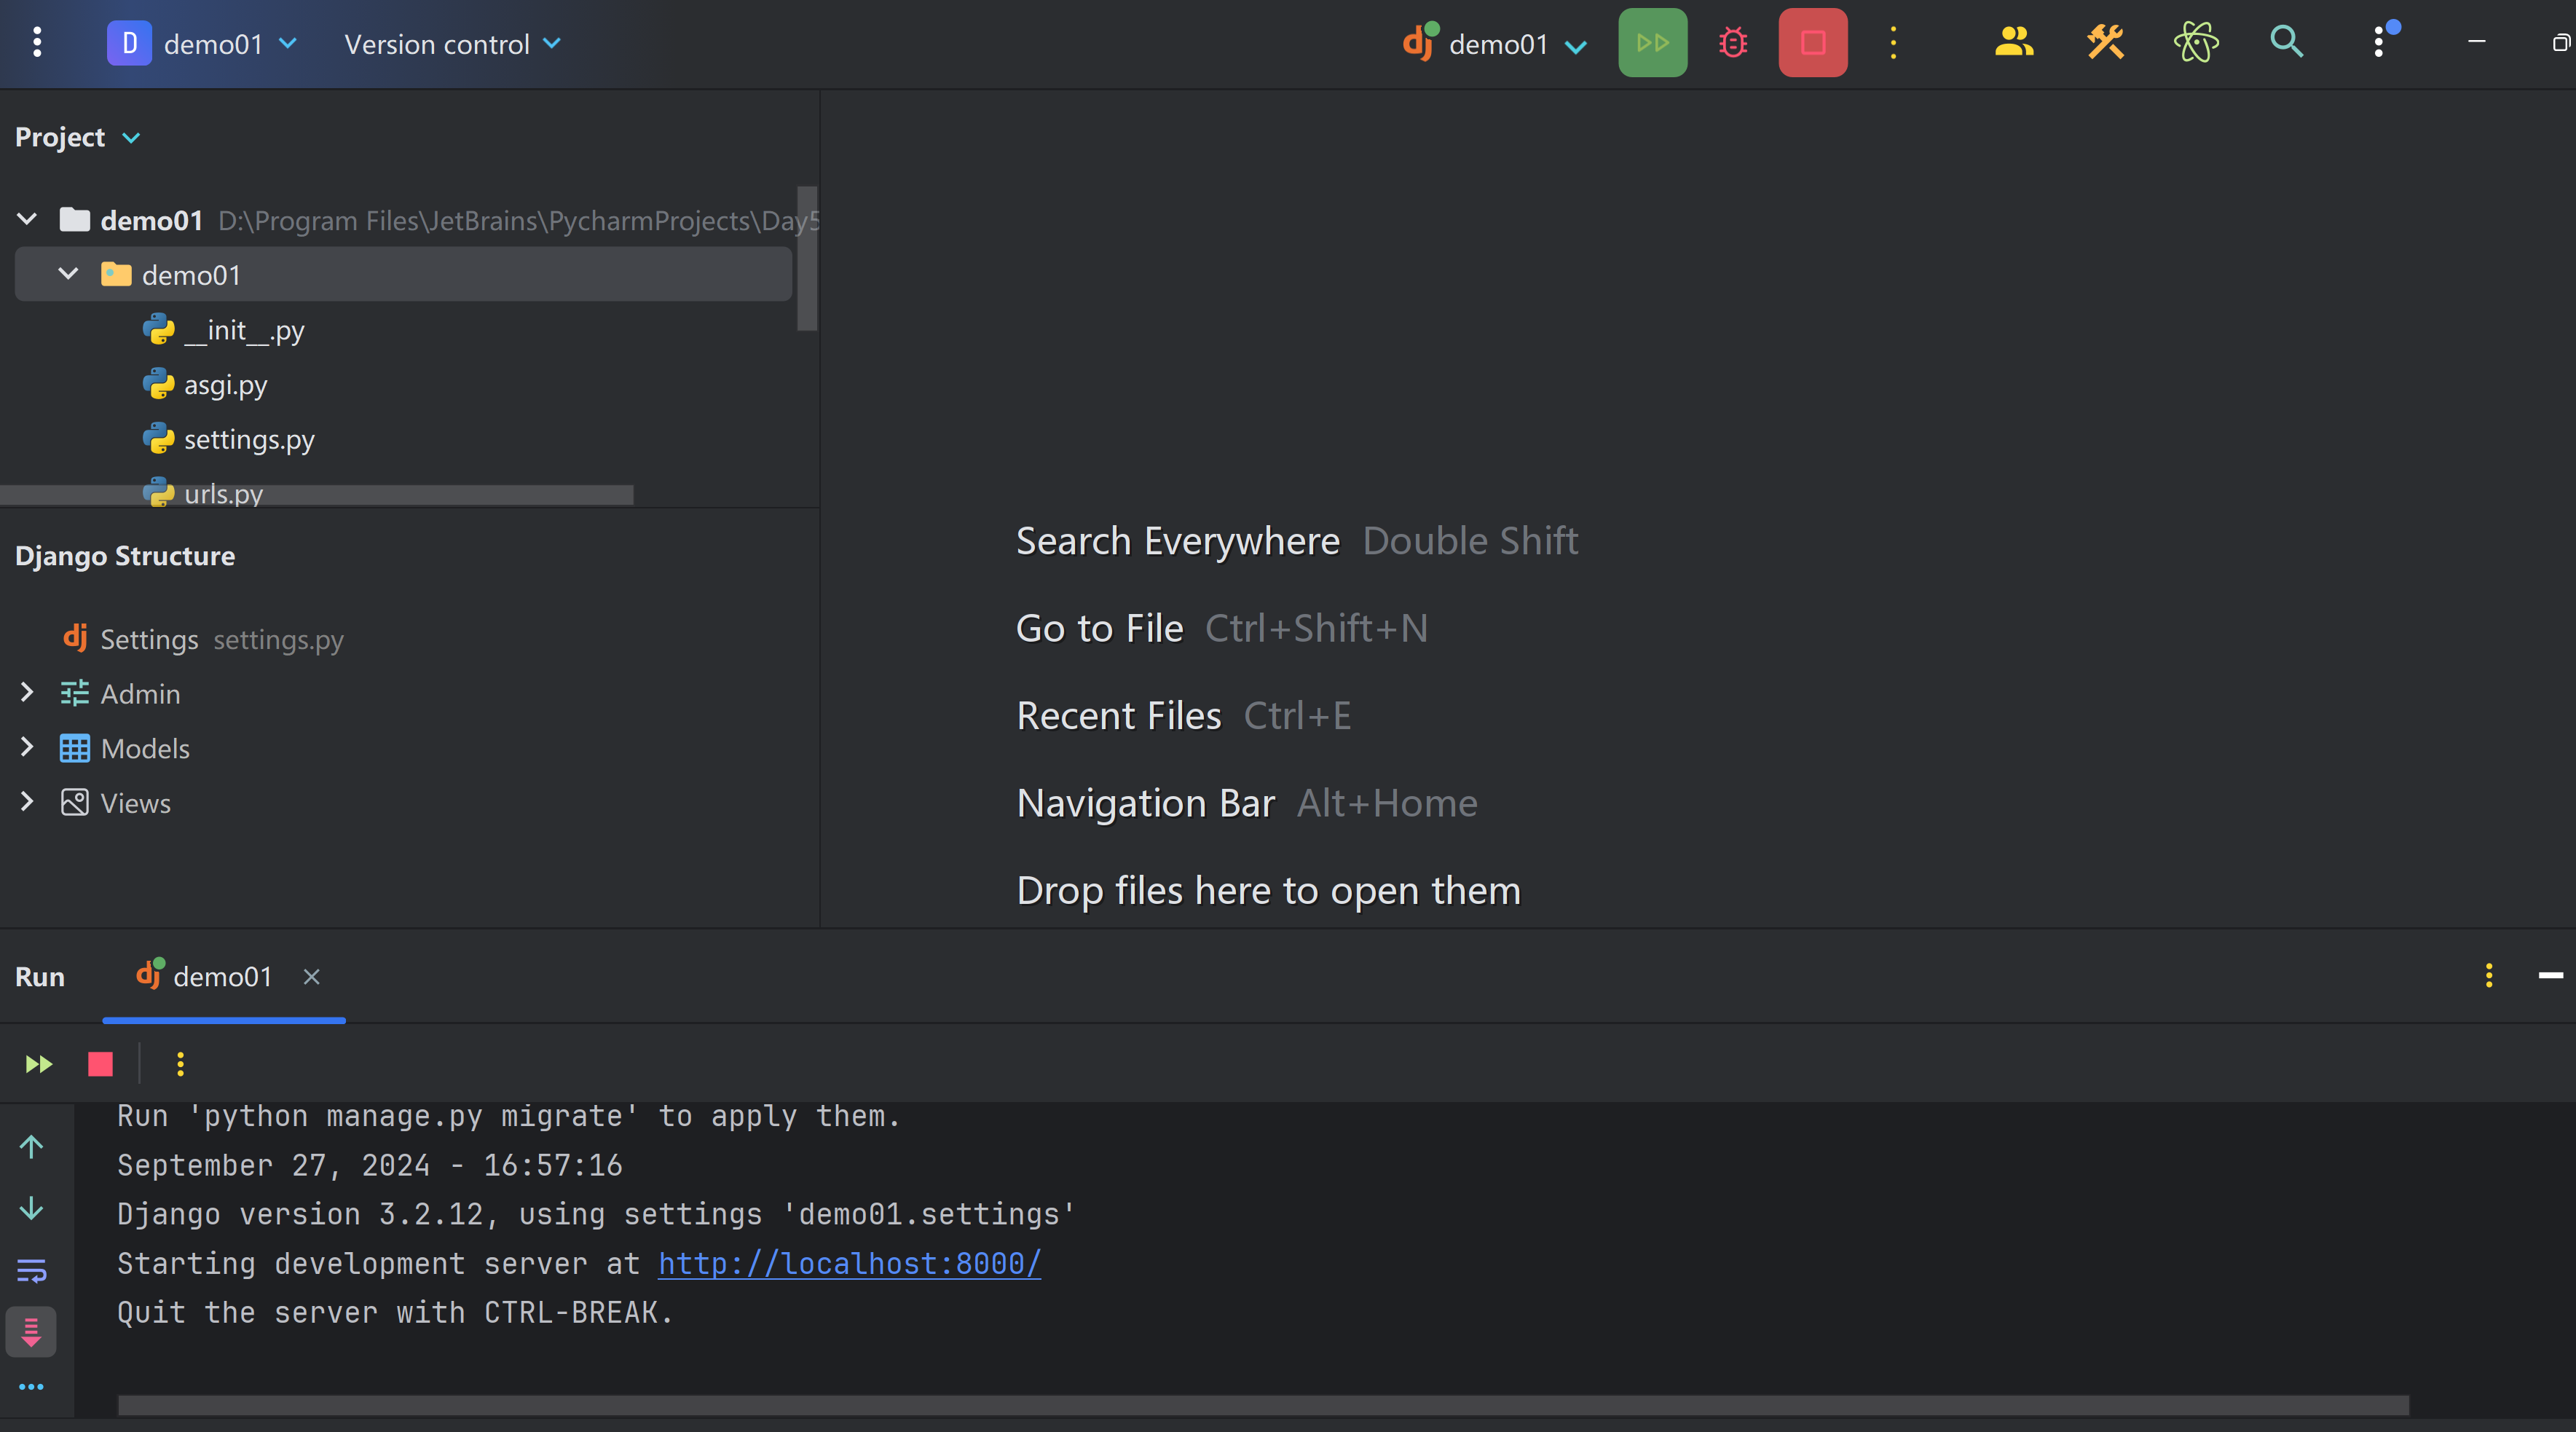 D demo01 Version control demo01
Project
demo01 D:\Program Files\JetBrains\PycharmProjects\Day5
demo01
__init__.py
asgi.py
settings.py
urls.py
Django Structure
dj Settings settings.py
Admin
Models
Views
Search Everywhere Double Shift
Go to File Ctrl+Shift+N
Recent Files Ctrl+E
Navigation Bar Alt+Home
Drop files here to open them
Run dj demo01
Run 'python manage.py migrate' to apply them.
September 27, 2024 - 16:57:16
Django version 3.2.12, using settings 'demo01.settings'
Starting development server at http://localhost:8000/
Quit the server with CTRL-BREAK.